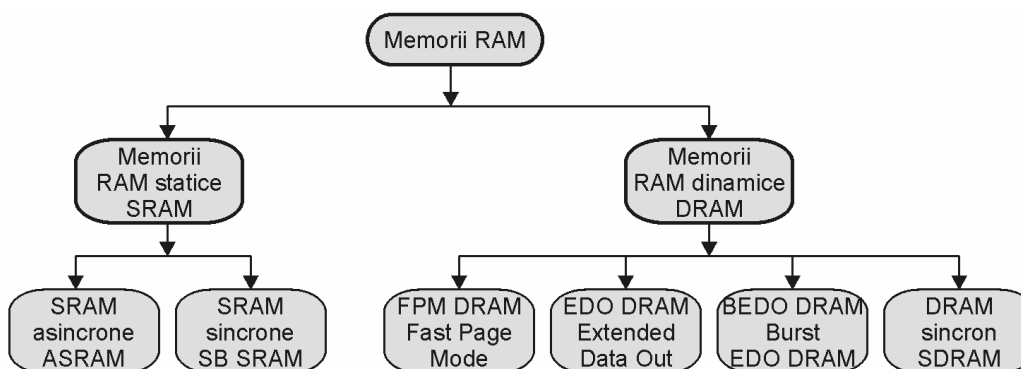 Memorii RAM
Memorii
RAM statice
SRAM
Memorii
RAM dinamice
DRAM
SRAM
asincrone
ASRAM
SRAM
sincrone
SB SRAM
FPM DRAM
Fast Page
Mode
EDO DRAM
Extended
Data Out
BEDO DRAM
Burst
EDO DRAM
DRAM
sincron
SDRAM